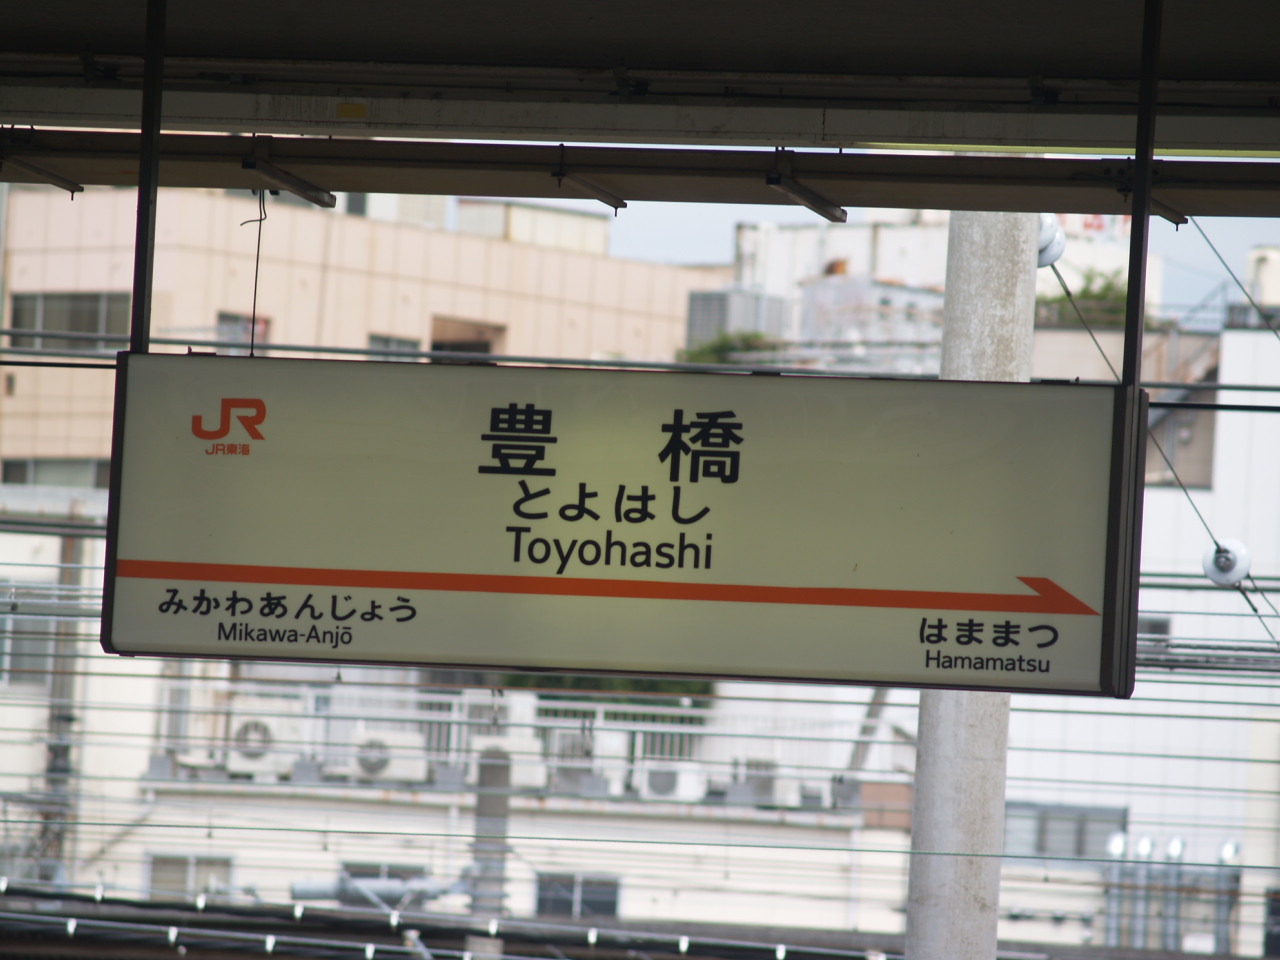 JR
JR東海
豊橋
とよはし
Toyohashi
みかわあんじょう
Mikawa-Anjō
はままつ
Hamamatsu